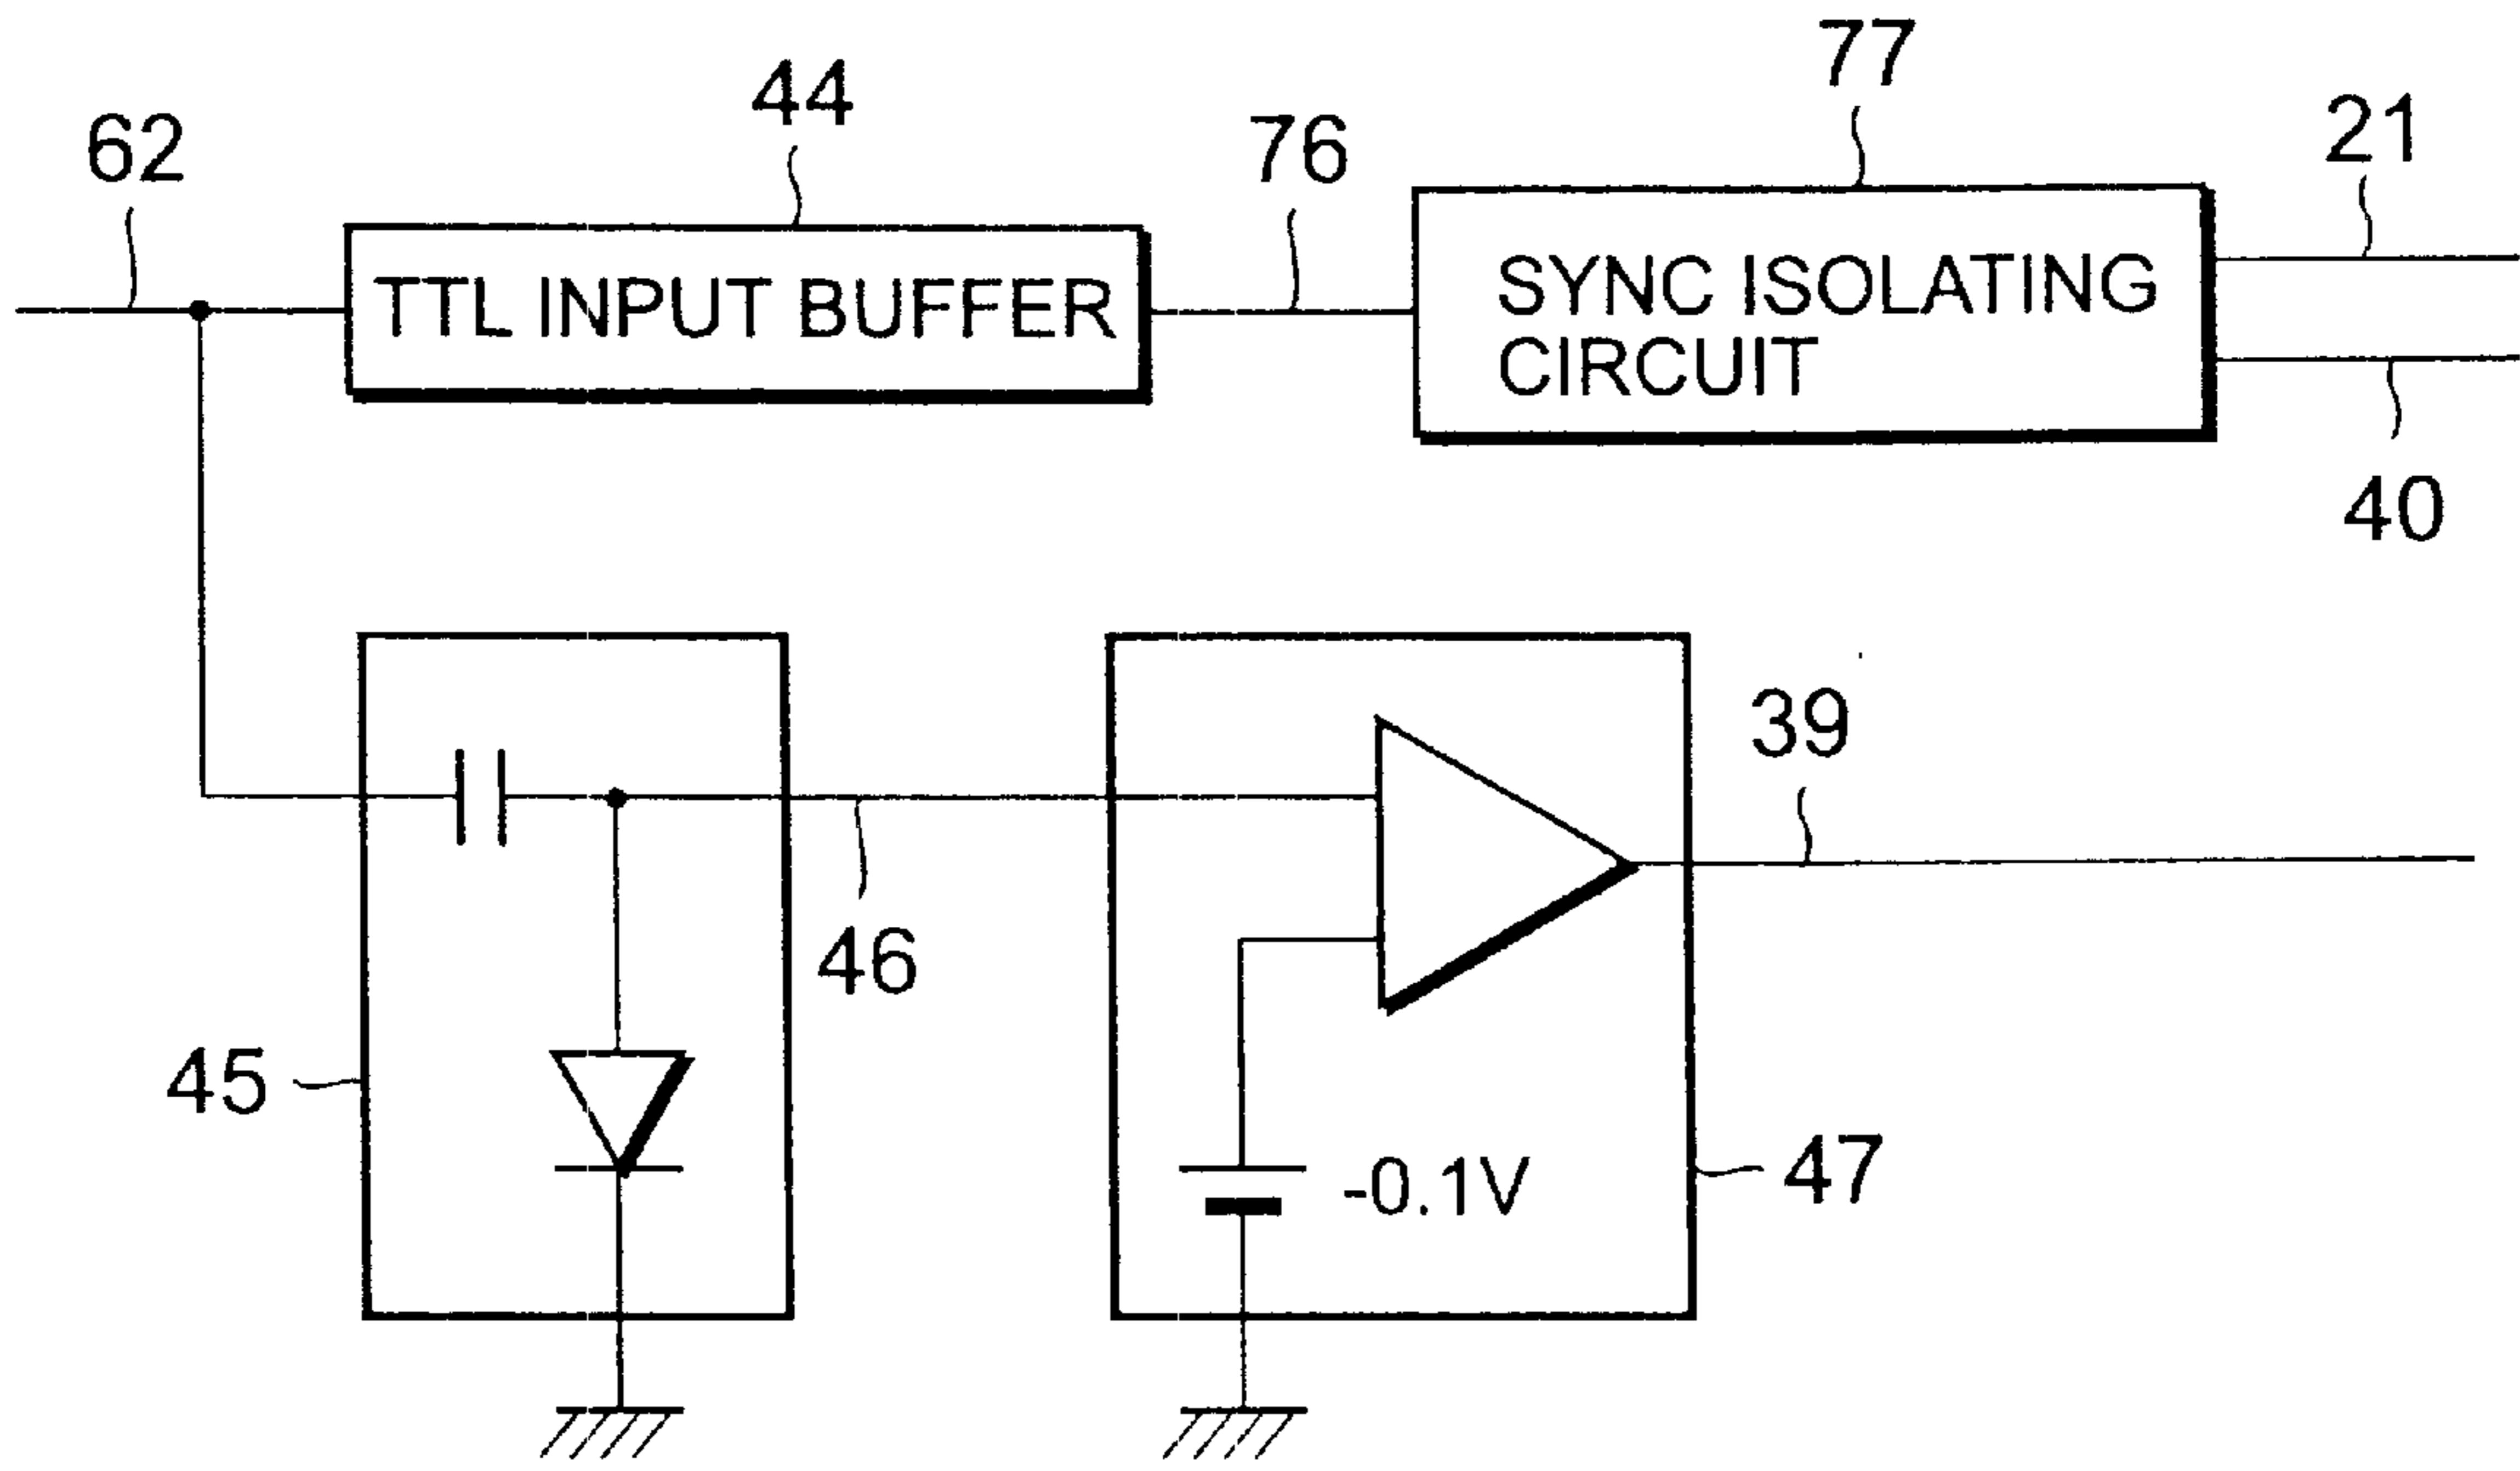 77
44
21
62
76
TTL INPUT BUFFER
SYNC ISOLATING
CIRCUIT
40
39
46
45
47
-0.1V